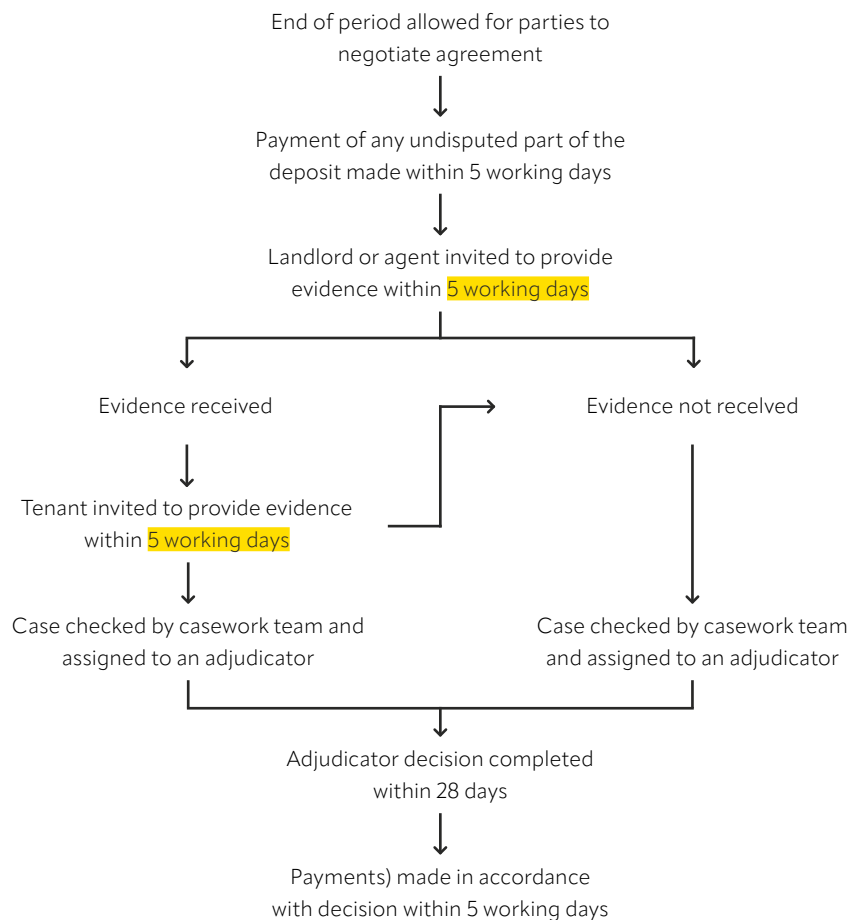 End of period allowed for parties to
negotiate agreement
Payment of any undisputed part of the
deposit made within 5 working days
Landlord or agent invited to provide
evidence within 5 working days
Evidence received
Evidence not recelved
Tenant invited to provide evidence
within 5 working days
Case checked by casework team and
assigned to an adjudicator
Case checked by casework team
and assigned to an adjudicator
Adjudicator decision completed
within 28 days
Payments) made in accordance
with decision within 5 working days